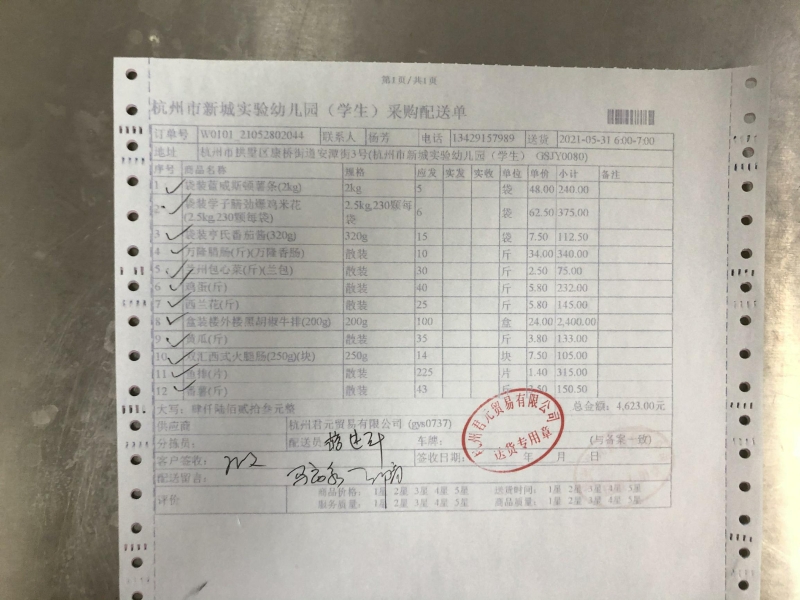 第1页/共1页
杭州市新城实验幼儿园（学生）采购配送单
订单号 W0101_21052802044 联系人 杨芳 电话 13429157989 送货 2021-05-31 6:00-7:00
地址 杭州市拱墅区康桥街道安漳街3号(杭州市新城实验幼儿园（学生） GSJY0080)
序号 商品名称 规格 应发 实发 实收 单位 单价 小计 备注
1 袋装蓝威斯顿薯条(2kg) 2kg 5 袋 48.00 240.00
2 袋装学子膳劲爆鸡米花(2.5kg,230颗每袋) 2.5kg,230颗每袋 6 袋 62.50 375.00
3 袋装亨氏番茄酱(320g) 320g 15 袋 7.50 112.50
4 万隆腊肠(斤)(万隆香肠) 散装 10 斤 34.00 340.00
5 兰州包心菜(斤)(兰包) 散装 30 斤 2.50 75.00
6 鸡蛋(斤) 散装 40 斤 5.80 232.00
7 西兰花(斤) 散装 25 斤 5.80 145.00
8 盒装楼外楼黑胡椒牛排(200g) 200g 100 盒 24.00 2,400.00
9 黄瓜(斤) 散装 35 斤 3.80 133.00
10 双汇西式火腿肠(250g)(块) 250g 14 块 7.50 105.00
11 (片) 散装 225 片 1.40 315.00
12 香薯(斤) 散装 43 斤 3.50 150.50
大写：肆仟陆佰贰拾叁元整 总金额：4,623.00元
供应商 杭州君元贸易有限公司 (gys0737)
分拣员： 配送员 车牌： (与备案一致)
客户签收： 签收日期： 年 月 日
配送留言：
评价 商品价格： 1星 2星 3星 4星 5星 送货时间： 1星 2星 3星 4星 5星
服务质量： 1星 2星 3星 4星 5星 商品质量： 1星 2星 3星 4星 5星
杭州君元贸易有限公司
送货专用章